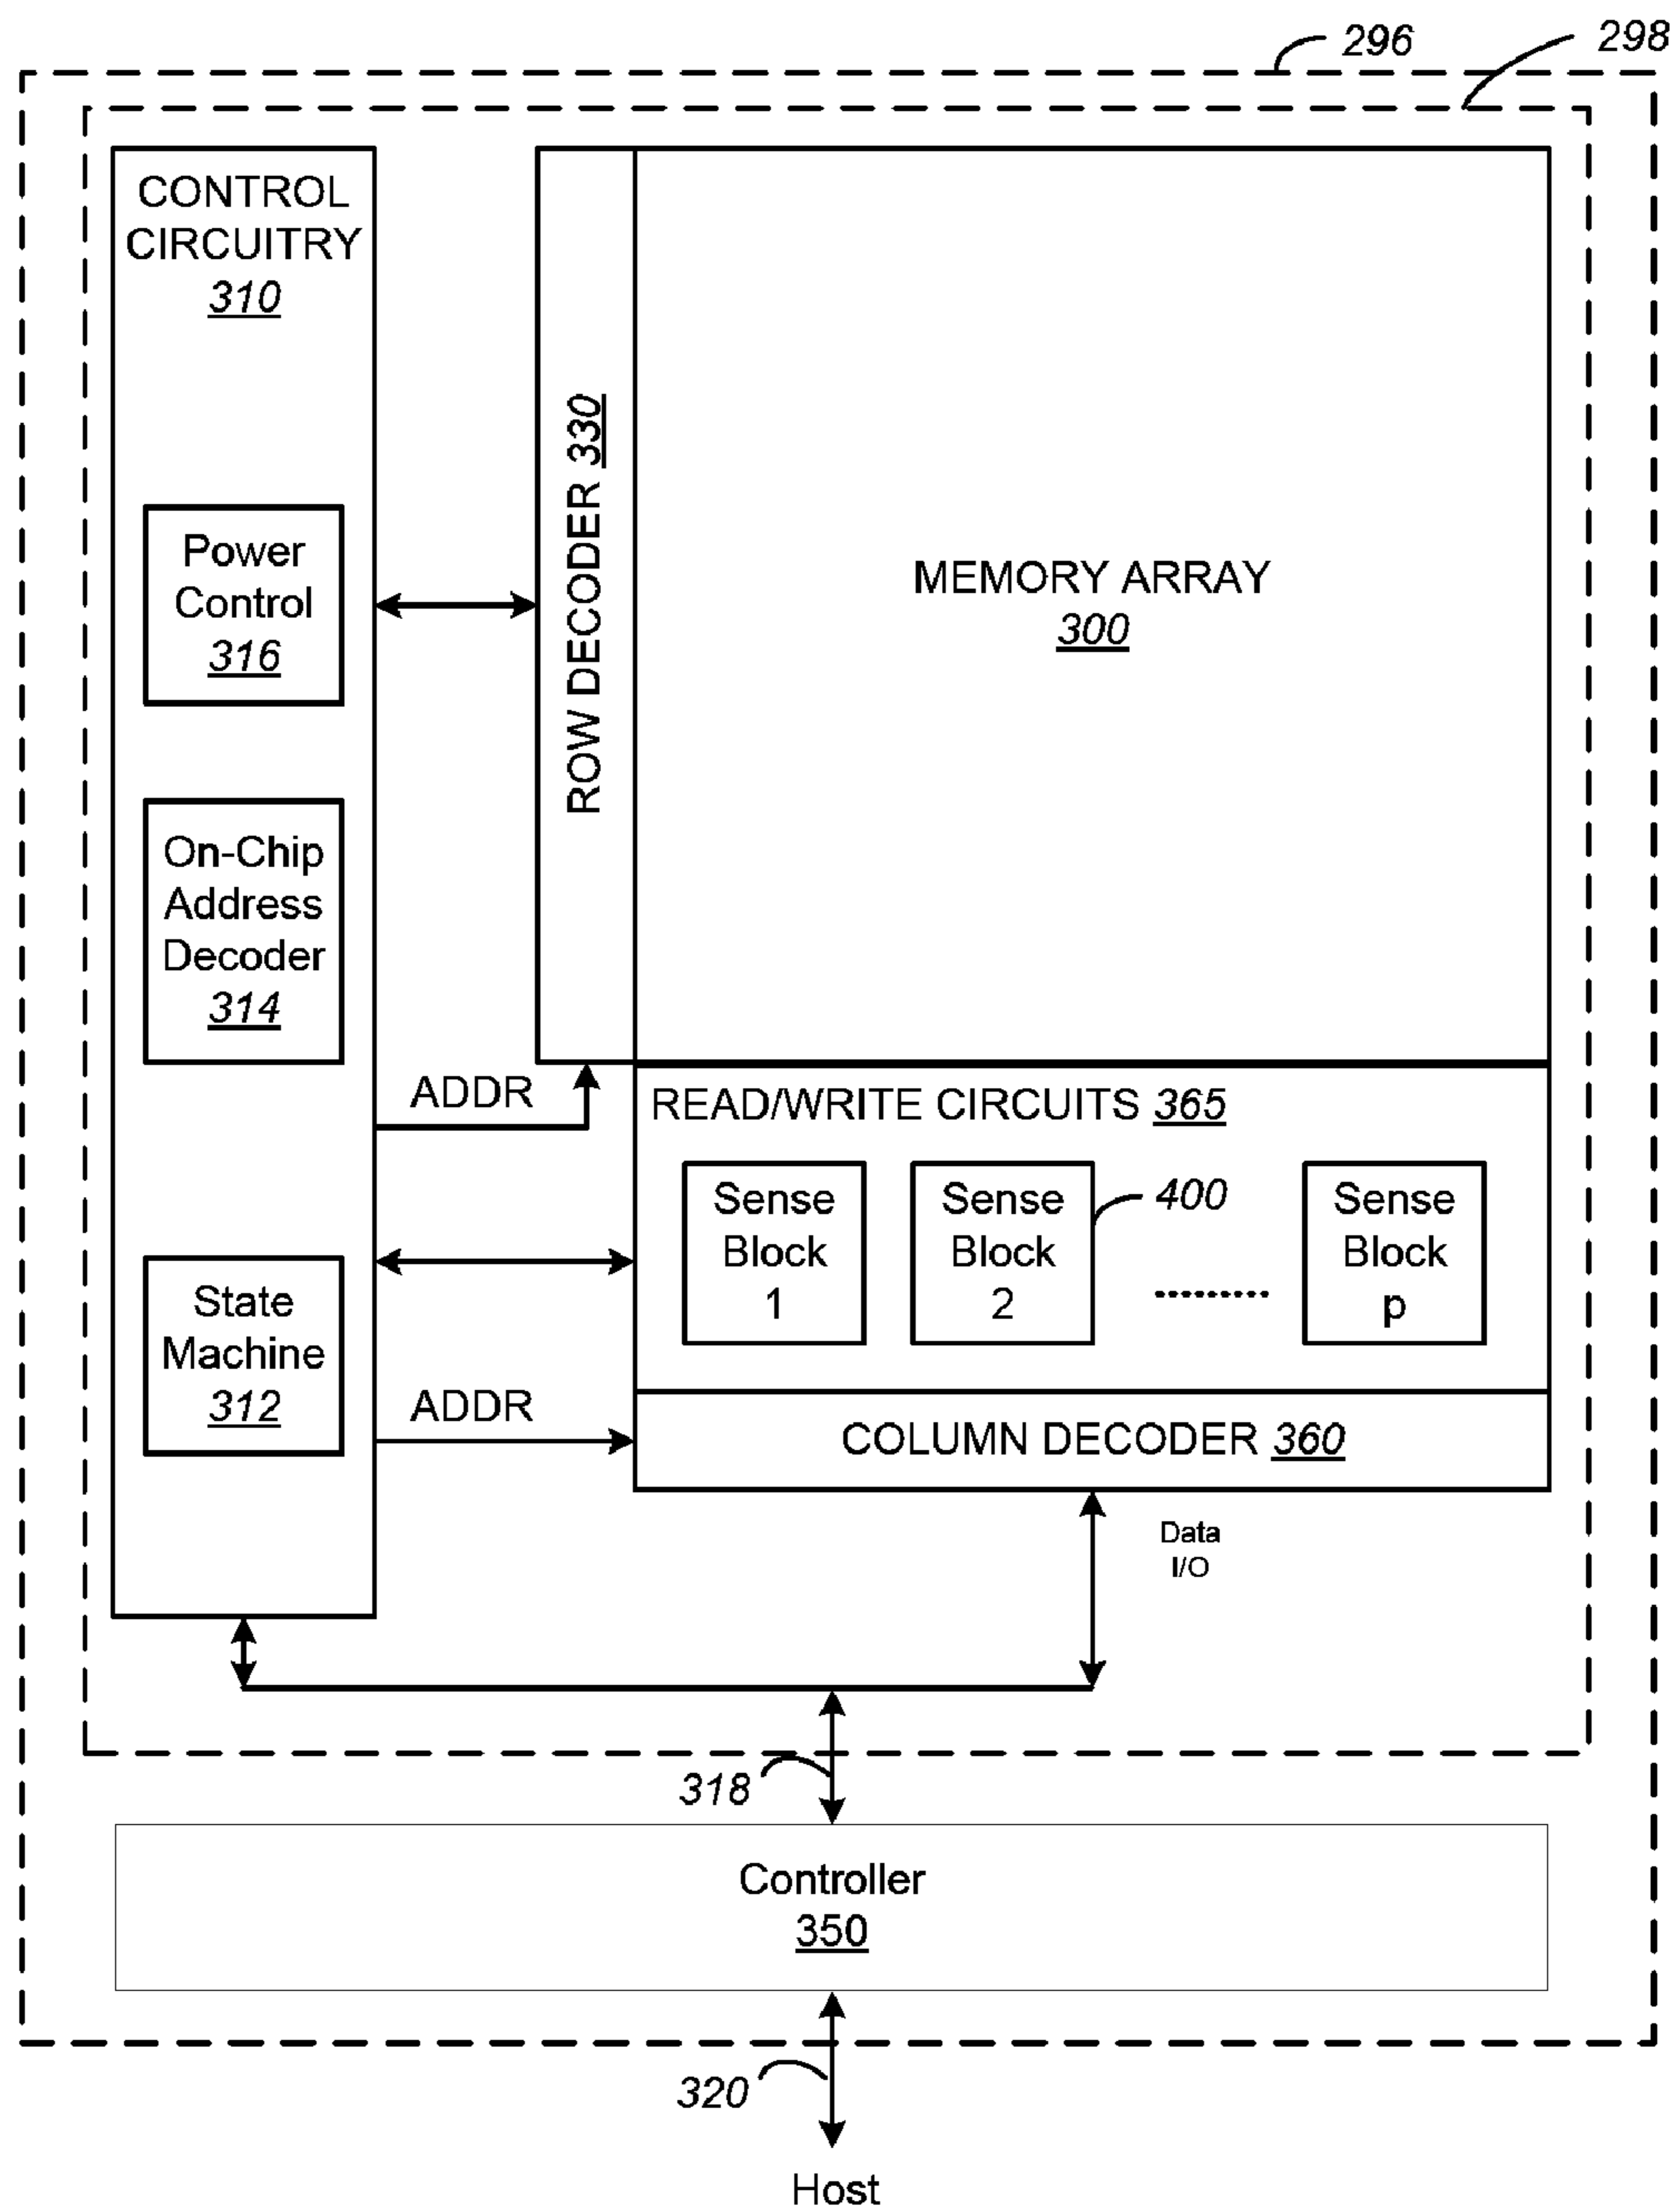 296
298
CONTROL
CIRCUITRY
310
Power
Control
316
On-Chip
Address
Decoder
314
State
Machine
312
ROW DECODER 330
MEMORY ARRAY
300
ADDR
READ/WRITE CIRCUITS 365
Sense
Block
1
Sense
Block
2
400
.........
Sense
Block
p
ADDR
COLUMN DECODER 360
Data
I/O
318
Controller
350
320
Host